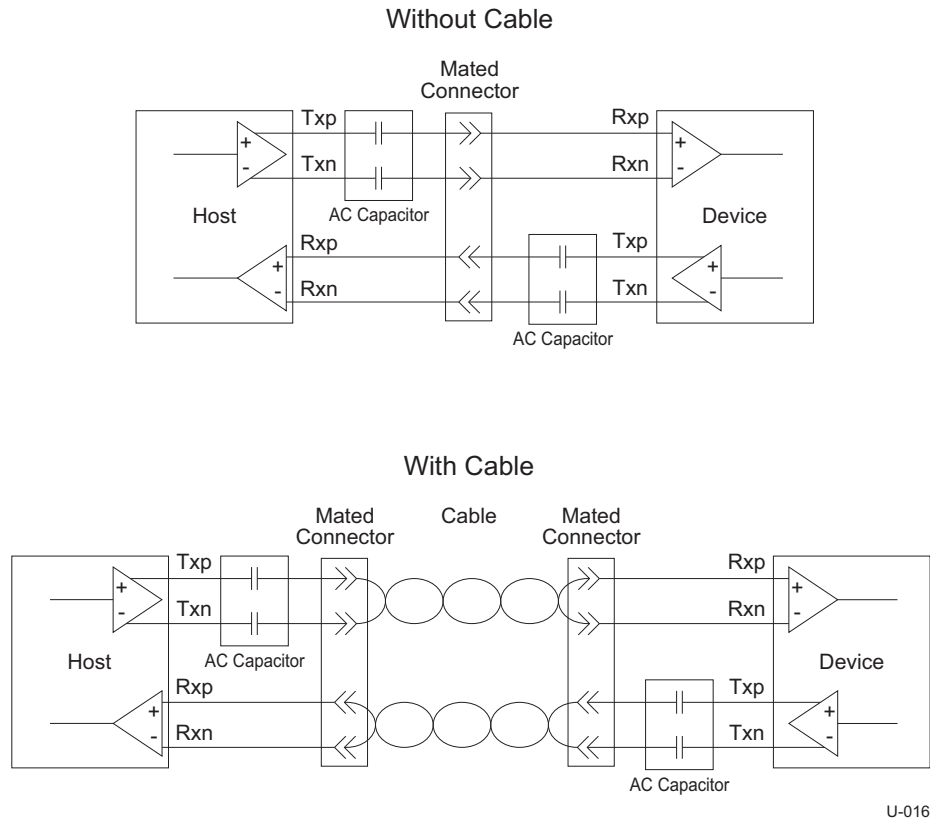 Without Cable
Mated
Connector
Txp
Rxp
+
+
-
-
Txn
Rxn
Host
AC Capacitor
Device
Rxp
Txp
+
+
-
-
Rxn
Txn
AC Capacitor
With Cable
Mated
Connector
Cable
Mated
Connector
Txp
Rxp
+
+
-
-
Txn
Rxn
Host
AC Capacitor
Device
Rxp
Txp
+
+
-
-
Rxn
Txn
AC Capacitor
U-016